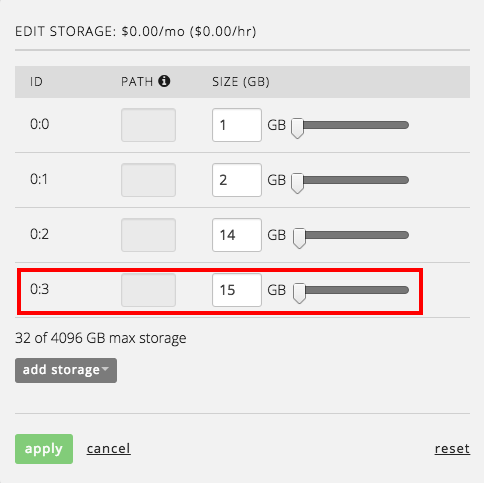 EDIT STORAGE: $0.00/mo ($0.00/hr)
ID PATH SIZE (GB)
0:0 1 GB
0:1 2 GB
0:2 14 GB
0:3 15 GB
32 of 4096 GB max storage
add storage
apply cancel reset